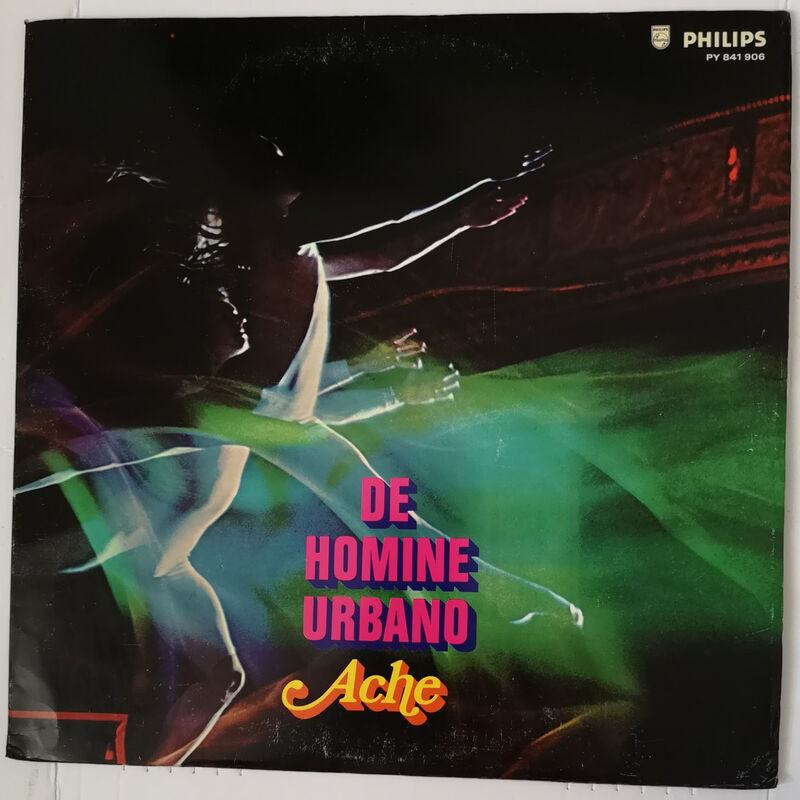 PHILIPS
PY 841 906
DE
HOMINE
URBANO
Ache